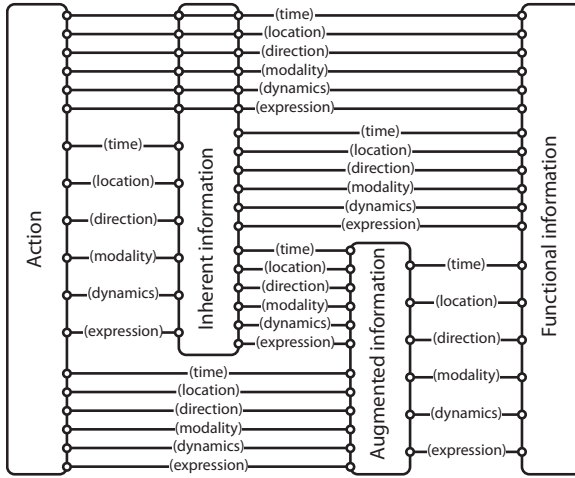 (time)
(location)
(direction)
(modality)
(dynamics)
(expression)
Action
(time)
(location)
(direction)
(modality)
(dynamics)
(expression)
Inherent information
(time)
(location)
(direction)
(modality)
(dynamics)
(expression)
(time)
(location)
(direction)
(modality)
(dynamics)
(expression)
Augmented information
(time)
(location)
(direction)
(modality)
(dynamics)
(expression)
Functional information
(time)
(location)
(direction)
(modality)
(dynamics)
(expression)